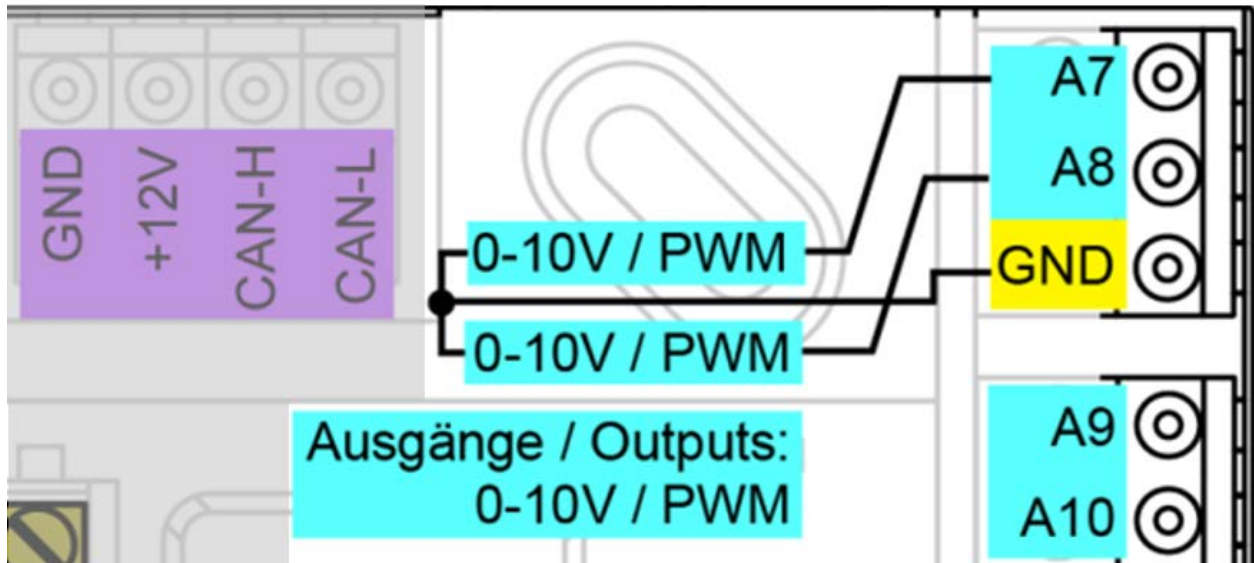 GND
+12V
CAN-H
CAN-L
A7
A8
GND
0-10V / PWM
0-10V / PWM
Ausgänge / Outputs:
0-10V / PWM
A9
A10